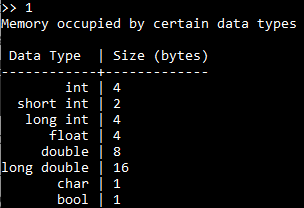 >> 1
Memory occupied by certain data types
Data Type | Size (bytes)
-------------+--------------
int | 4
short int | 2
long int | 4
float | 4
double | 8
long double | 16
char | 1
bool | 1